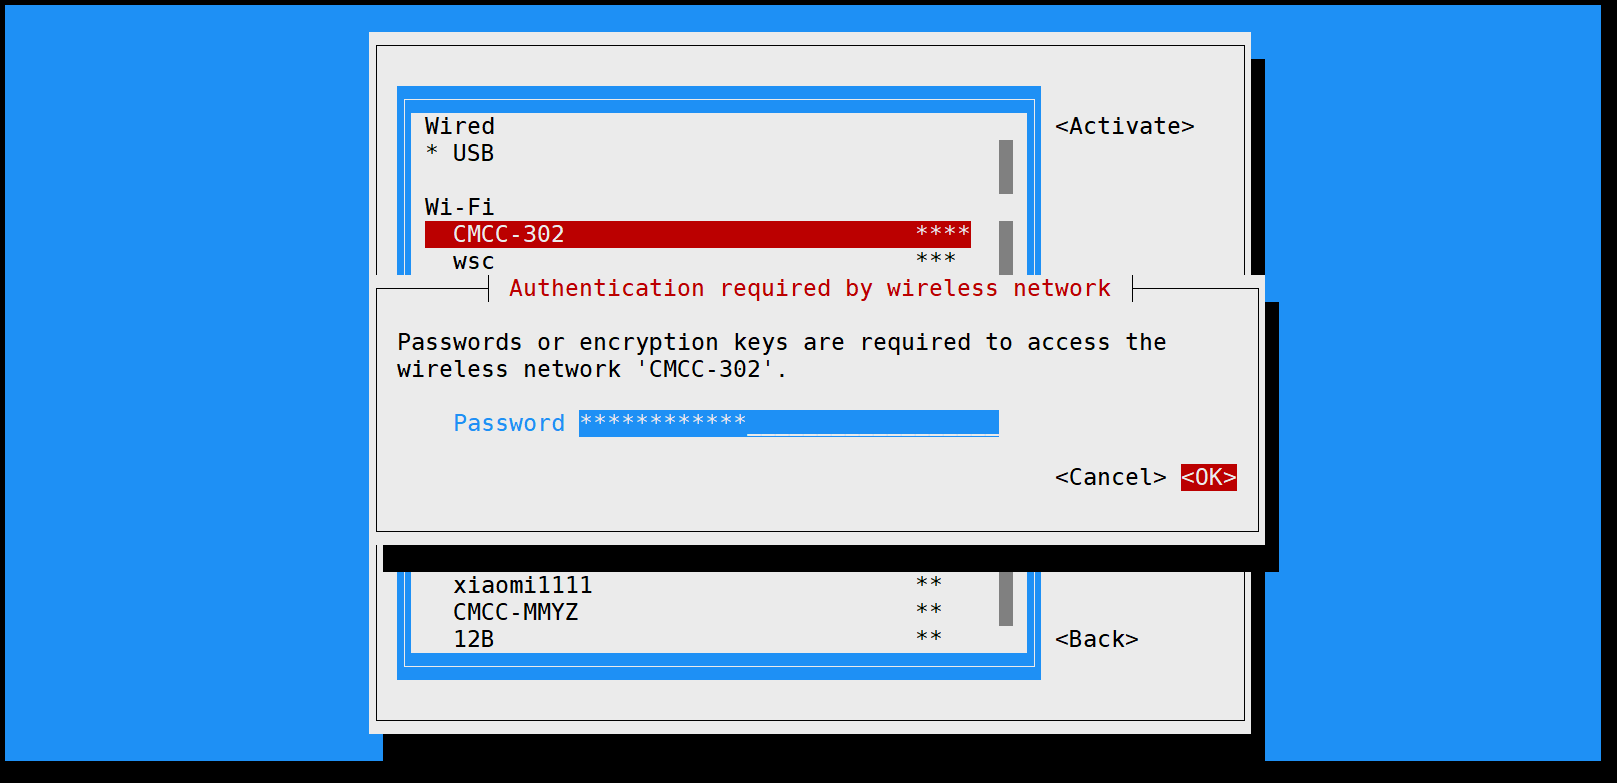 Wired
* USB
<Activate>
Wi-Fi
CMCC-302 ****
wsc ***
Authentication required by wireless network
Passwords or encryption keys are required to access the
wireless network 'CMCC-302'.
Password ************__________________
<Cancel> <OK>
xiaomi1111 **
CMCC-MMYZ **
12B **
<Back>